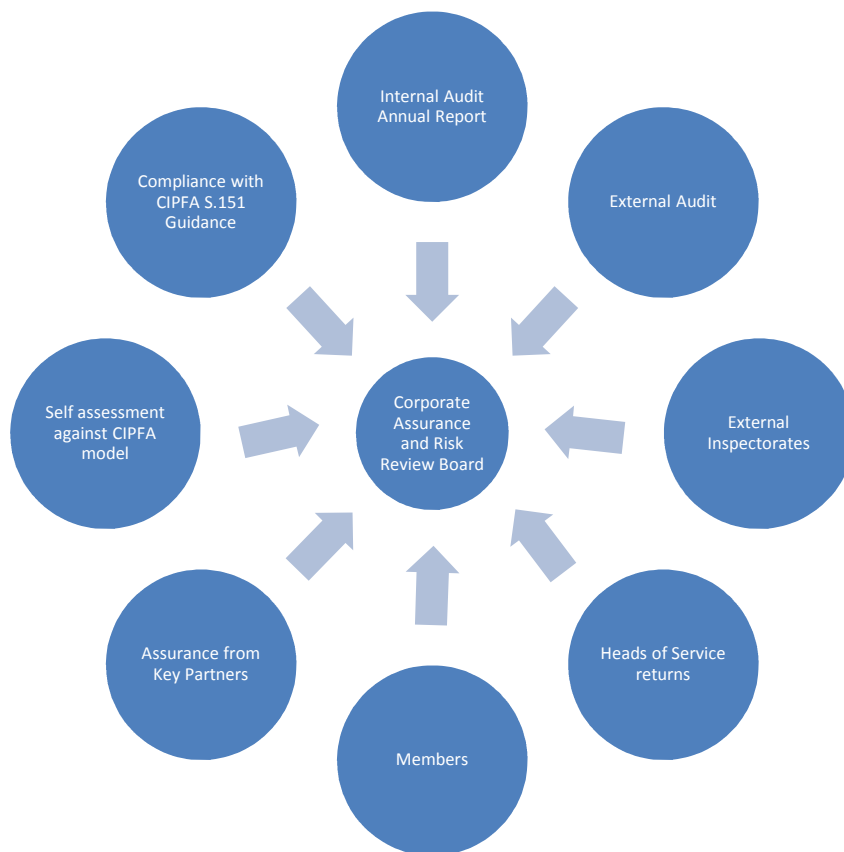 Internal Audit
Annual Report
Compliance with
CIPFA S.151
Guidance
External Audit
Self assessment
against CIPFA
model
Corporate
Assurance
and Risk
Review Board
External
Inspectorates
Assurance from
Key Partners
Heads of Service
returns
Members